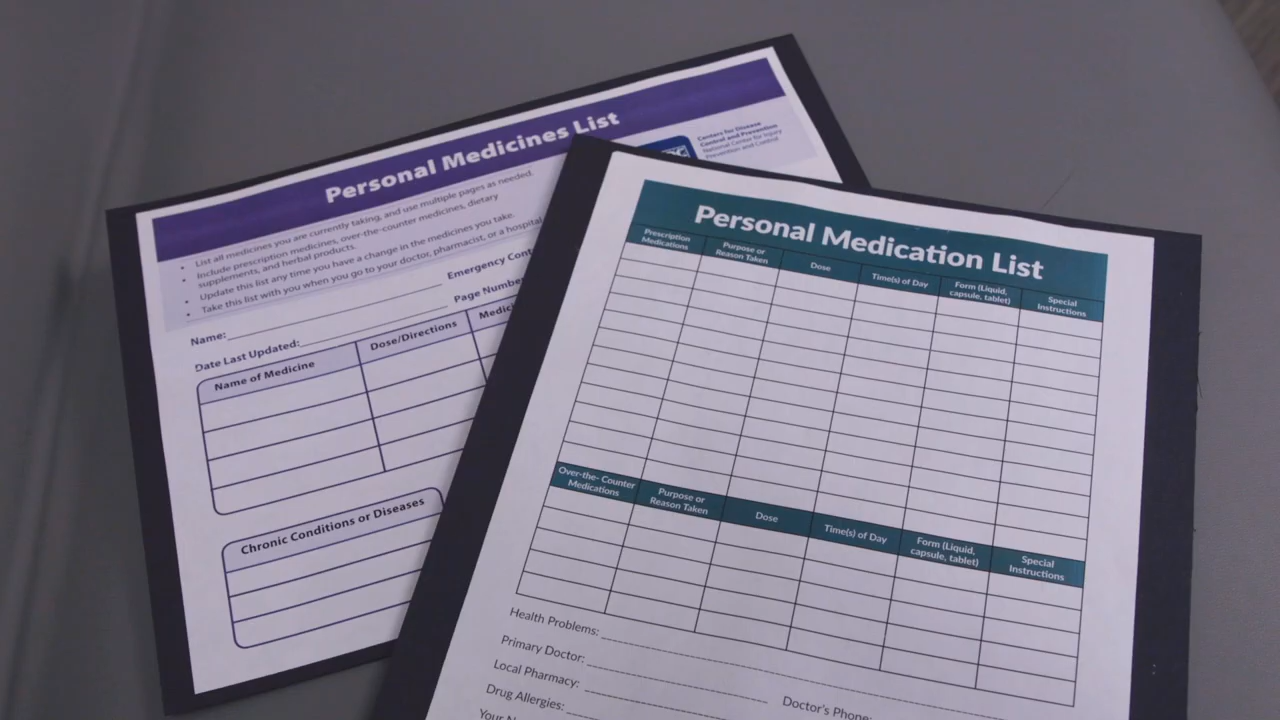 Personal Medicines List
Centers for Disease
Control and Prevention
National Center for Injury
Prevention and Control
List all medicines you are currently taking, and use multiple pages as needed.
Include prescription medicines, over-the-counter medicines, dietary
supplements, and herbal products.
Update this list any time you have a change in the medicines you take.
Take this list with you when you go to your doctor, pharmacist, or a hospital
Name:
Emergency
Date Last Updated:
Page
Name of Medicine
Dose/Directions
Chronic Conditions or Diseases
Personal Medication List
Prescription
Medications
Purpose or
Reason Taken
Dose
Time(s) of Day
Form (Liquid,
capsule, tablet)
Special
Instructions
Over-the- Counter
Medications
Purpose or
Reason Taken
Dose
Time(s) of Day
Form (Liquid,
capsule, tablet)
Special
Instructions
Health Problems:
Primary Doctor:
Local Pharmacy:
Doctor's Phone:
Drug Allergies:
Your